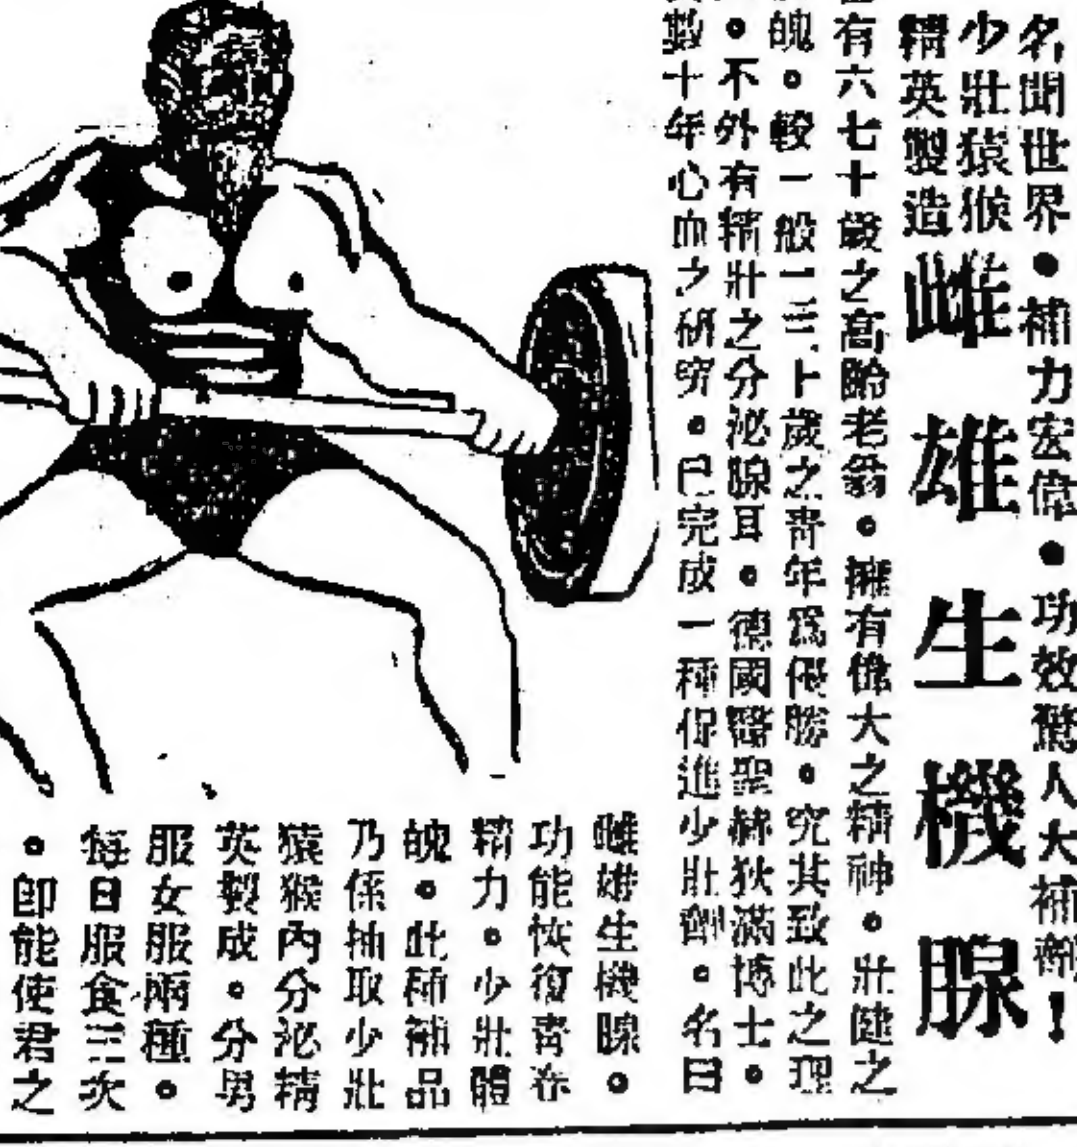 名聞世界●補力宏偉●功效驚人大補劑！
少壯猿猴
精英製造
雌雄生機腺
有六七十歲之高齡老翁。擁有偉大之精神。壯健之
魄。較一般二三十歲之青年為優勝。究其致此之理
。不外有精壯之分泌腺耳。德國醫聖赫狄滿博士。
數十年心血之研究。已完成一種促進少壯劑。名曰
雌雄生機腺。
功能恢復青春
精力。少壯體
魄。此種補品
乃係抽取少壯
猿猴內分泌精
英製成。分男
服女服兩種。
每日服食三次
。即能使君之